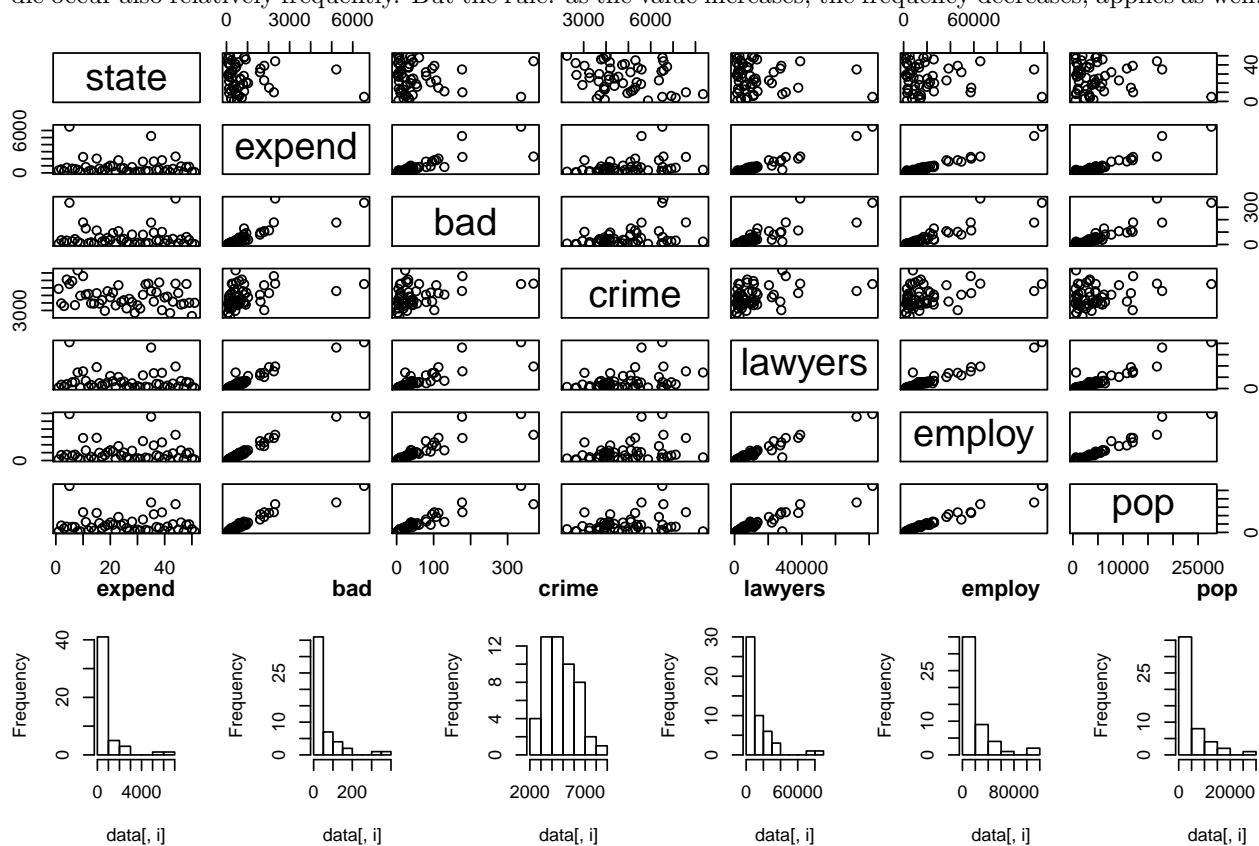 die occur also relatively frequently. But the rule: as the value increases, the frequency decreases, applies as well.
0 3000 6000 3000 6000 0 60000
state 0 40
0 6000 expend
bad 0 300
3000 crime
lawyers 0
0 employ
pop 0
0 20 40 0 100 300 0 40000 0 10000 25000
expend bad crime lawyers employ pop
Frequency 0 20 40 Frequency 0 10 25 Frequency 0 4 8 12 Frequency 0 10 20 30 Frequency 0 10 25 Frequency 0 10 25
0 4000 0 200 2000 7000 0 60000 0 80000 0 20000
data[, i] data[, i] data[, i] data[, i] data[, i] data[, i]